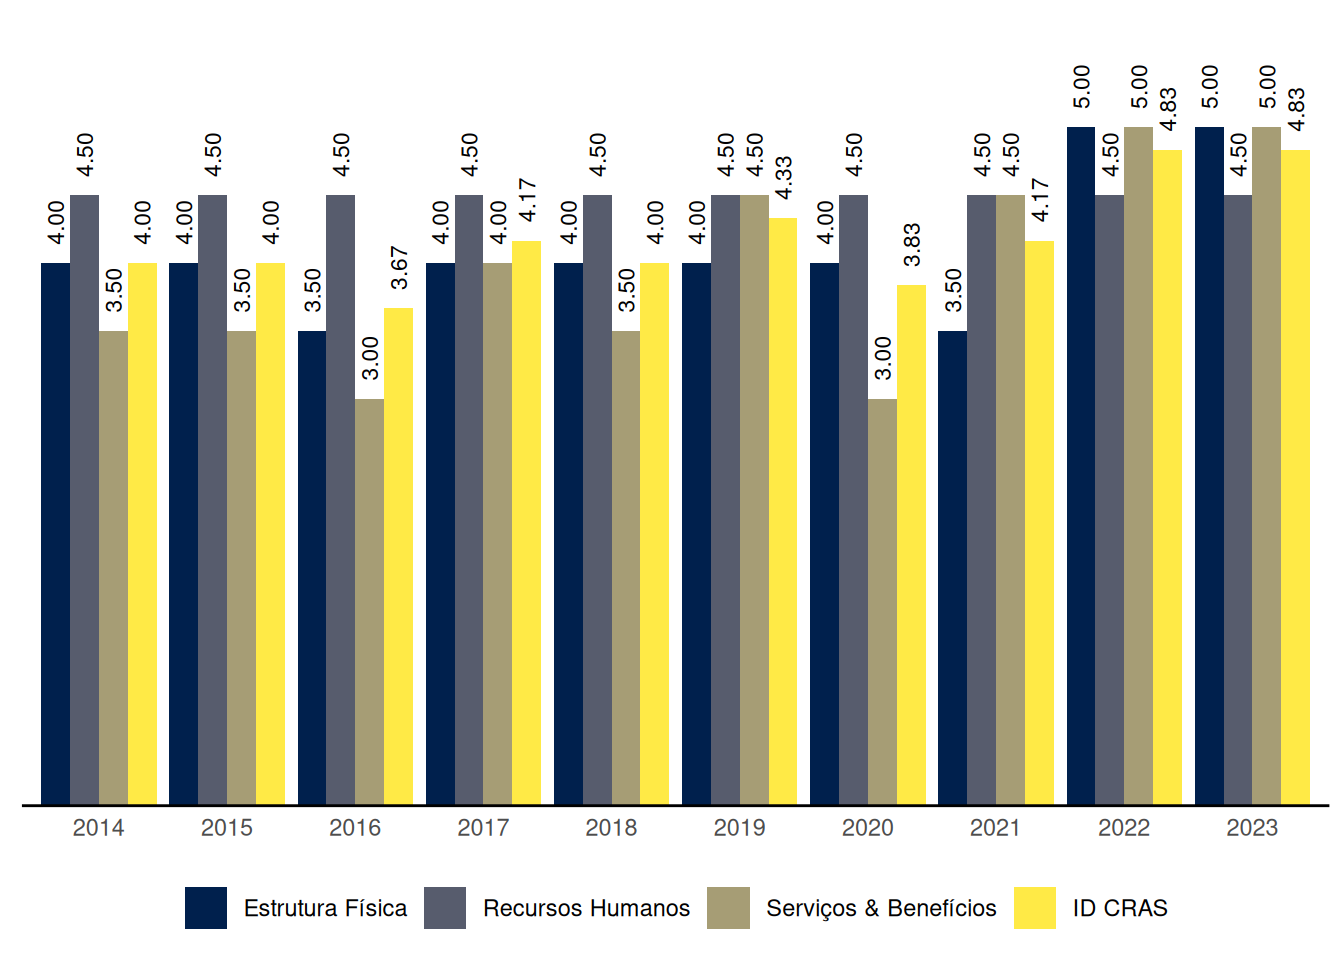 4.00 4.50 3.50 4.00
4.00 4.50 3.50 4.00
3.50 4.50 3.00 3.67
4.00 4.50 4.00 4.17
4.00 4.50 3.50 4.00
4.00 4.50 4.50 4.33
4.00 4.50 3.00 3.83
3.50 4.50 4.50 4.17
5.00 4.50 5.00 4.83
5.00 4.50 5.00 4.83
2014 2015 2016 2017 2018 2019 2020 2021 2022 2023
Estrutura Física Recursos Humanos Serviços & Benefícios ID CRAS